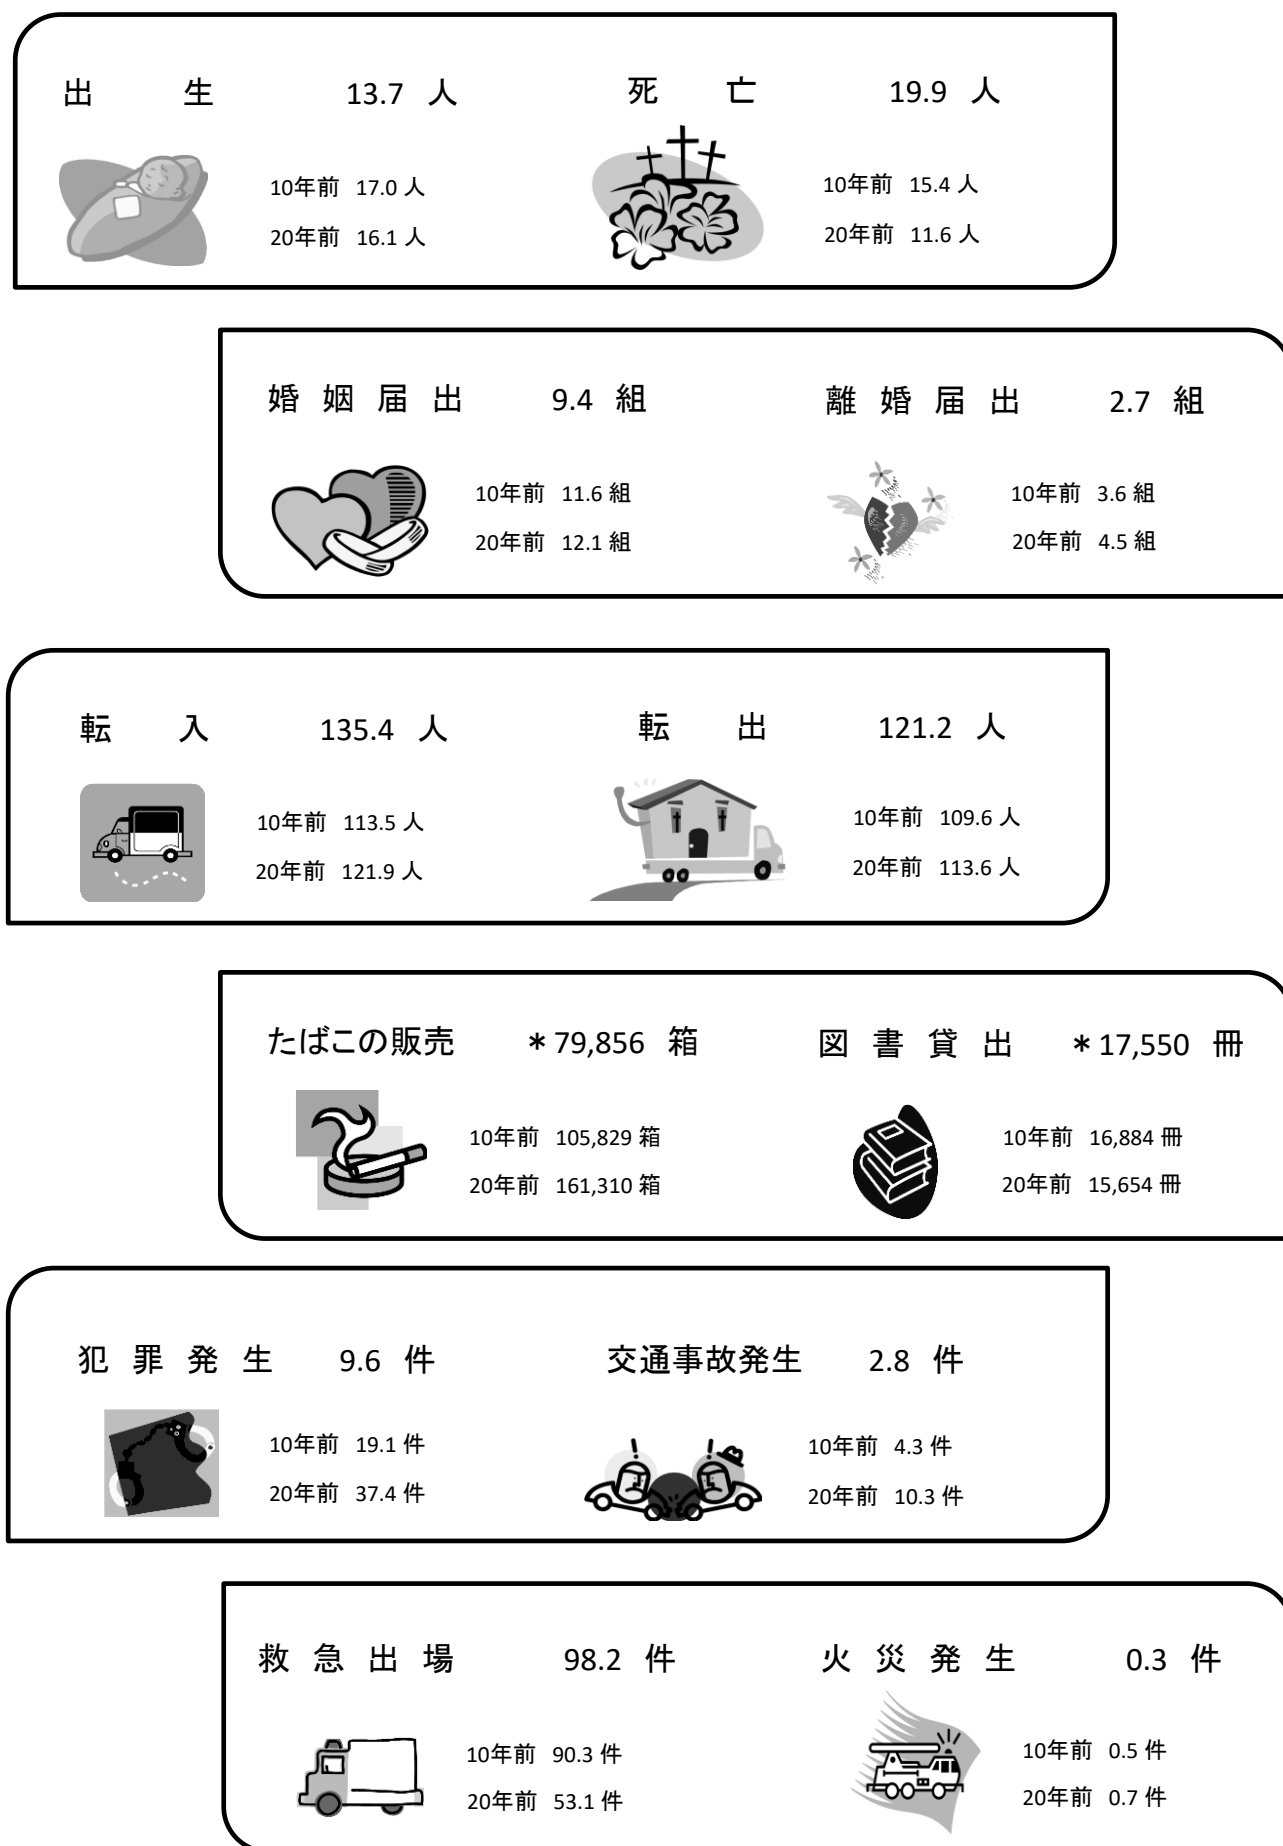 出生 13.7 人 死亡 19.9 人
10年前 17.0 人 10年前 15.4 人
20年前 16.1 人 20年前 11.6 人
婚姻届出 9.4 組 離婚届出 2.7 組
10年前 11.6 組 10年前 3.6 組
20年前 12.1 組 20年前 4.5 組
転入 135.4 人 転出 121.2 人
10年前 113.5 人 10年前 109.6 人
20年前 121.9 人 20年前 113.6 人
たばこの販売 *79,856 箱 図書貸出 *17,550 冊
10年前 105,829 箱 10年前 16,884 冊
20年前 161,310 箱 20年前 15,654 冊
犯罪発生 9.6 件 交通事故発生 2.8 件
10年前 19.1 件 10年前 4.3 件
20年前 37.4 件 20年前 10.3 件
救急出場 98.2 件 火災発生 0.3 件
10年前 90.3 件 10年前 0.5 件
20年前 53.1 件 20年前 0.7 件